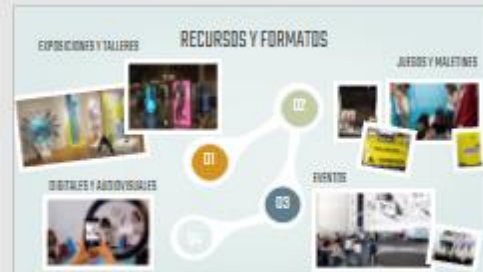 RECURSOS Y FORMATOS
EXPOSICIONES Y TALLERES
JUEGOS Y MALETINES
01
02
03
04
DIGITALES Y AUDIOVISUALES
EVENTOS